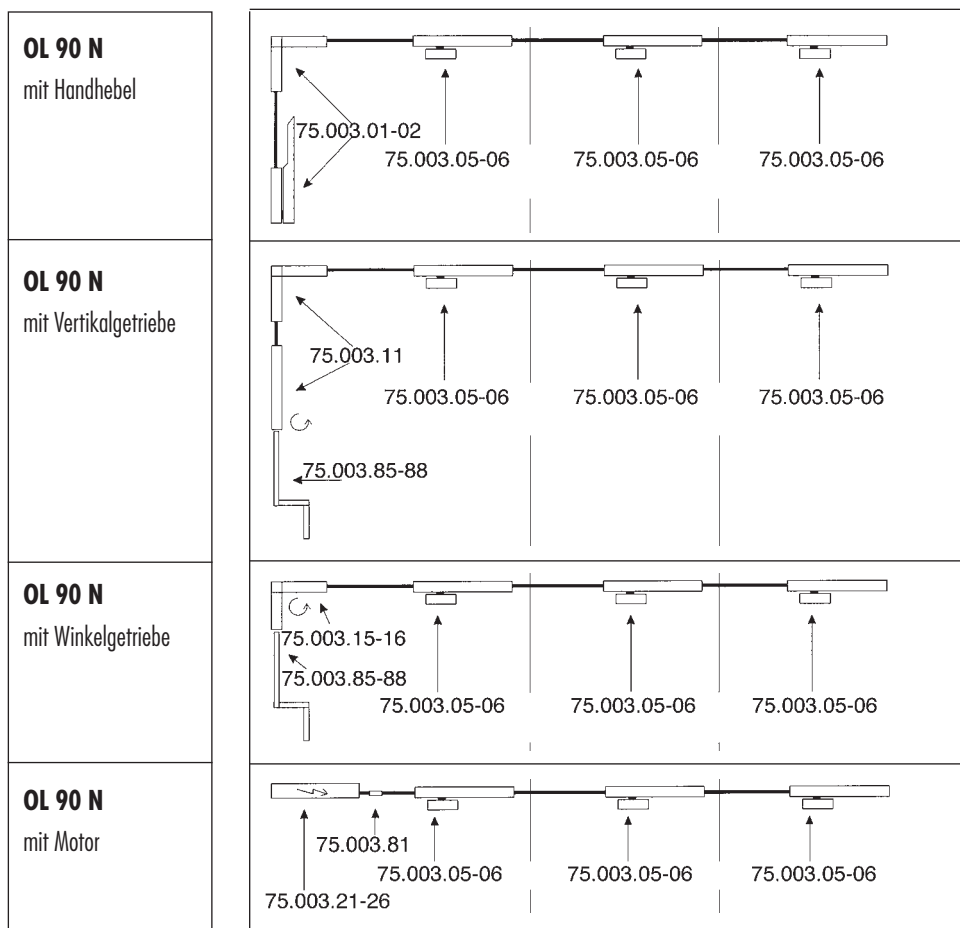 OL 90 N
mit Handhebel
75.003.01-02
75.003.05-06 75.003.05-06 75.003.05-06
OL 90 N
mit Vertikalgetriebe
75.003.11
75.003.05-06 75.003.05-06 75.003.05-06
75.003.85-88
OL 90 N
mit Winkelgetriebe
75.003.15-16
75.003.85-88
75.003.05-06 75.003.05-06 75.003.05-06
OL 90 N
mit Motor
75.003.81
75.003.05-06 75.003.05-06 75.003.05-06
75.003.21-26